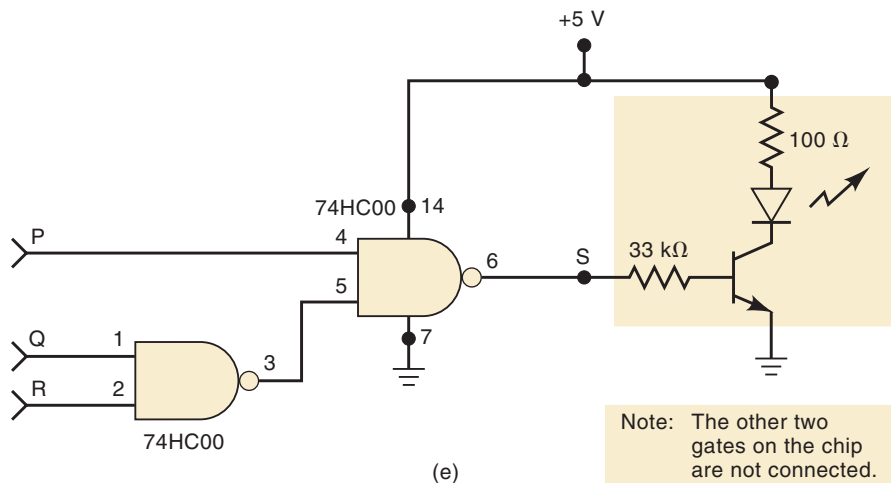 +5 V
100 Ω
74HC00 14
P 4
6 S 33 kΩ
5
7
Q 1
3
R 2
74HC00
Note: The other two
gates on the chip
are not connected.
(e)